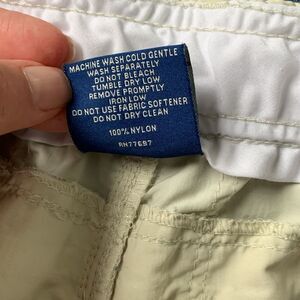 MACHINE WASH COLD GENTLE
WASH SEPARATELY
DO NOT BLEACH
TUMBLE DRY LOW
REMOVE PROMPTLY
IRON LOW
DO NOT USE FABRIC SOFTENER
DO NOT DRY CLEAN
100% NYLON
RN77687